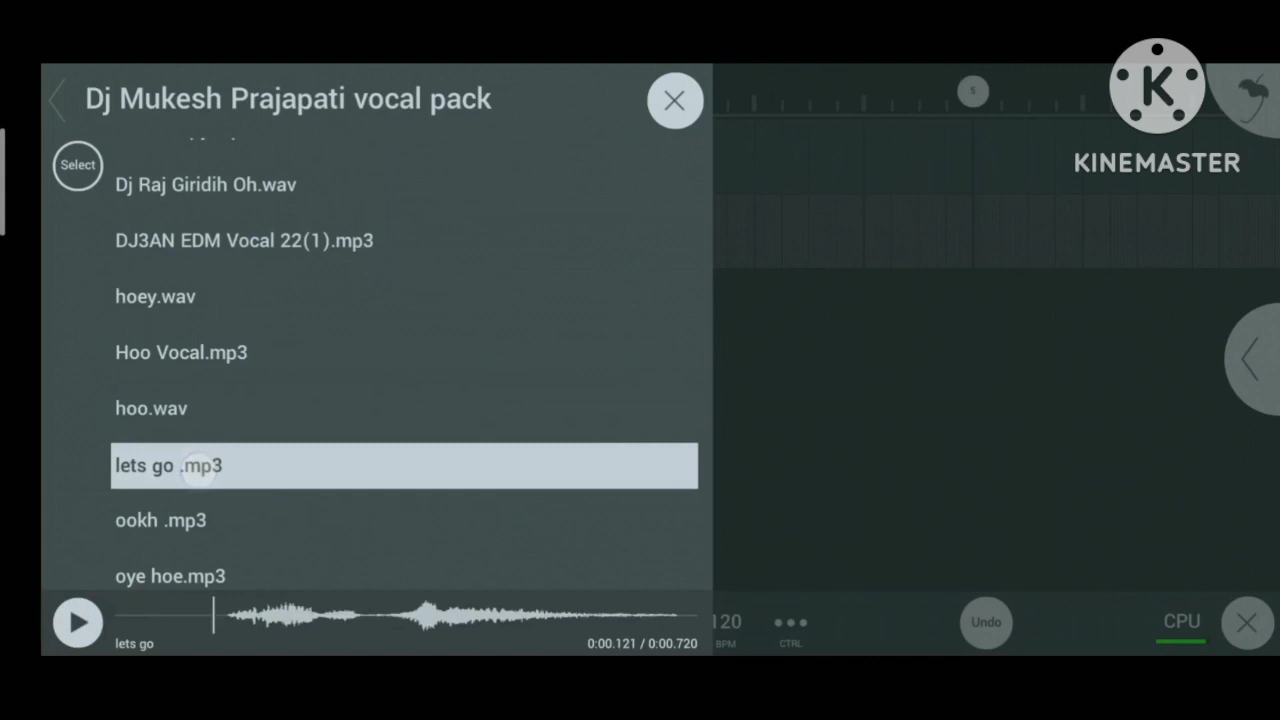 Dj Mukesh Prajapati vocal pack
S
K
KINEMASTER
Select
Dj Raj Giridih Oh.wav
DJ3AN EDM Vocal 22(1).mp3
hoey.wav
Hoo Vocal.mp3
hoo.wav
lets go .mp3
ookh .mp3
oye hoe.mp3
lets go
0:00.121 / 0:00.720
120
BPM
CTRL
Undo
CPU